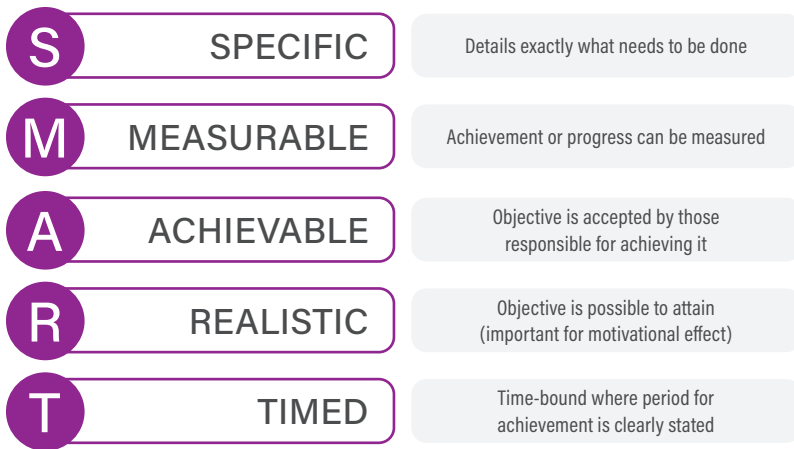 S
SPECIFIC
Details exactly what needs to be done
M
MEASURABLE
Achievement or progress can be measured
A
ACHIEVABLE
Objective is accepted by those
responsible for achieving it
R
REALISTIC
Objective is possible to attain
(important for motivational effect)
T
TIMED
Time-bound where period for
achievement is clearly stated